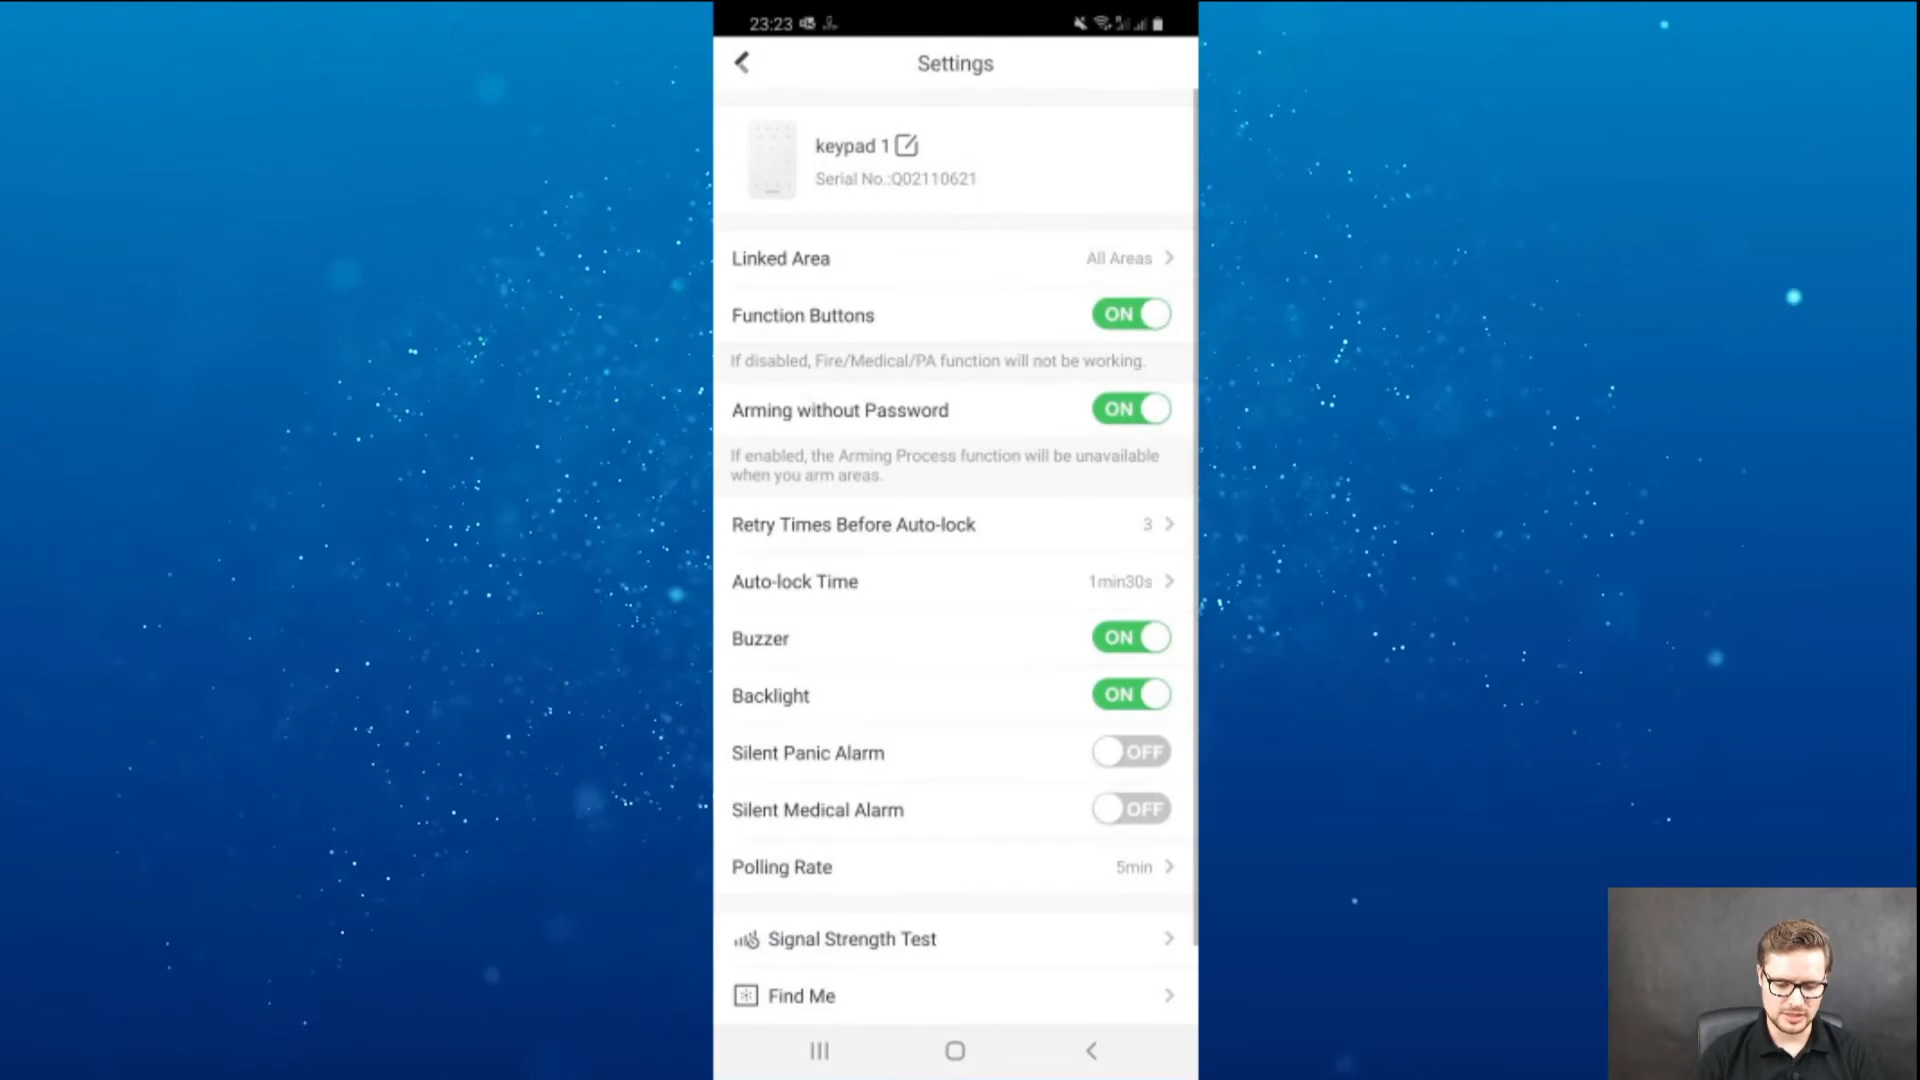 23:23
Settings
keypad 1
Serial No.:Q02110621
Linked Area
All Areas
Function Buttons
ON
If disabled, Fire/Medical/PA function will not be working.
Arming without Password
ON
If enabled, the Arming Process function will be unavailable
when you arm areas.
Retry Times Before Auto-lock
3
Auto-lock Time
1min30s
Buzzer
ON
Backlight
ON
Silent Panic Alarm
OFF
Silent Medical Alarm
OFF
Polling Rate
5min
Signal Strength Test
Find Me